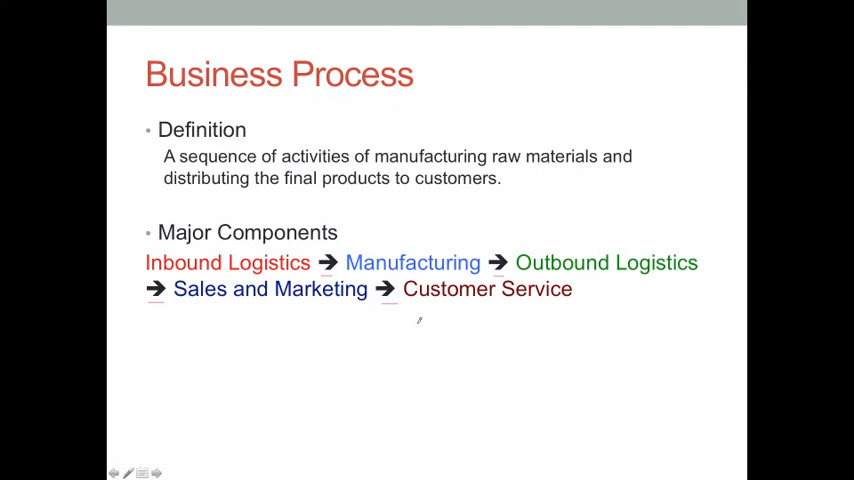 Business Process
• Definition
A sequence of activities of manufacturing raw materials and
distributing the final products to customers.
• Major Components
Inbound Logistics ➔ Manufacturing ➔ Outbound Logistics
➔ Sales and Marketing ➔ Customer Service